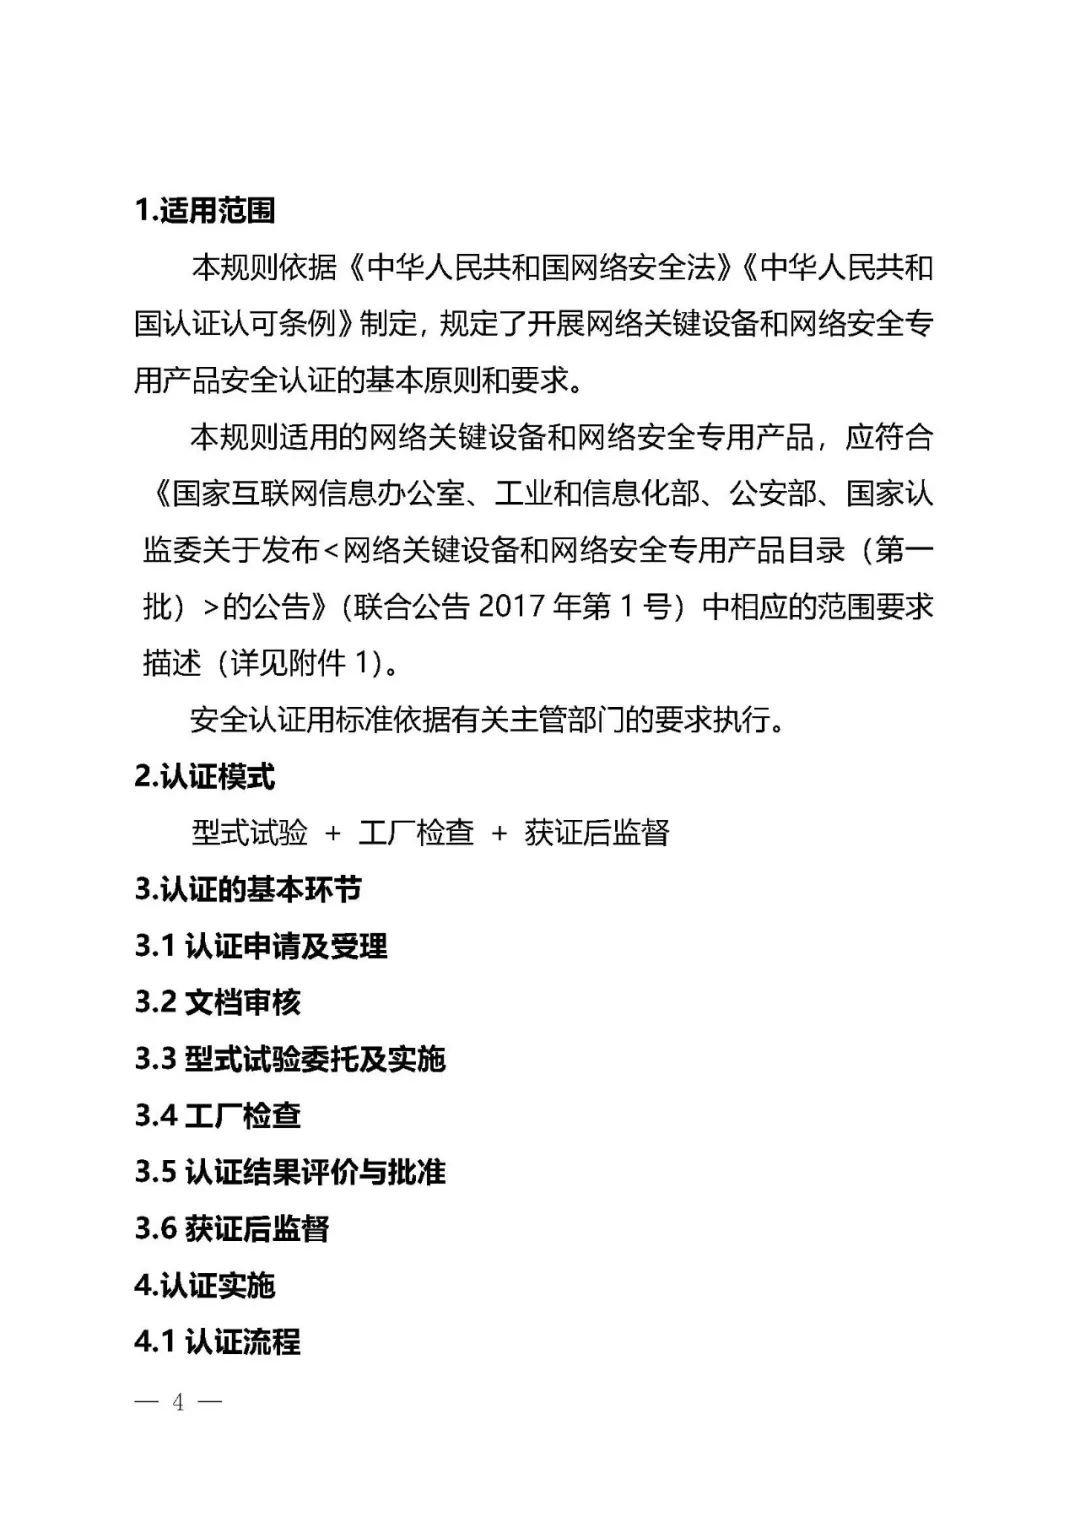 1.适用范围
本规则依据《中华人民共和国网络安全法》《中华人民共和
国认证认可条例》制定，规定了开展网络关键设备和网络安全专
用产品安全认证的基本原则和要求。
本规则适用的网络关键设备和网络安全专用产品，应符合
《国家互联网信息办公室、工业和信息化部、公安部、国家认
监委关于发布<网络关键设备和网络安全专用产品目录（第一
批）>的公告》（联合公告 2017 年第 1 号）中相应的范围要求
描述（详见附件 1）。
安全认证用标准依据有关主管部门的要求执行。
2.认证模式
型式试验 + 工厂检查 + 获证后监督
3.认证的基本环节
3.1 认证申请及受理
3.2 文档审核
3.3 型式试验委托及实施
3.4 工厂检查
3.5 认证结果评价与批准
3.6 获证后监督
4.认证实施
4.1 认证流程
— 4 —